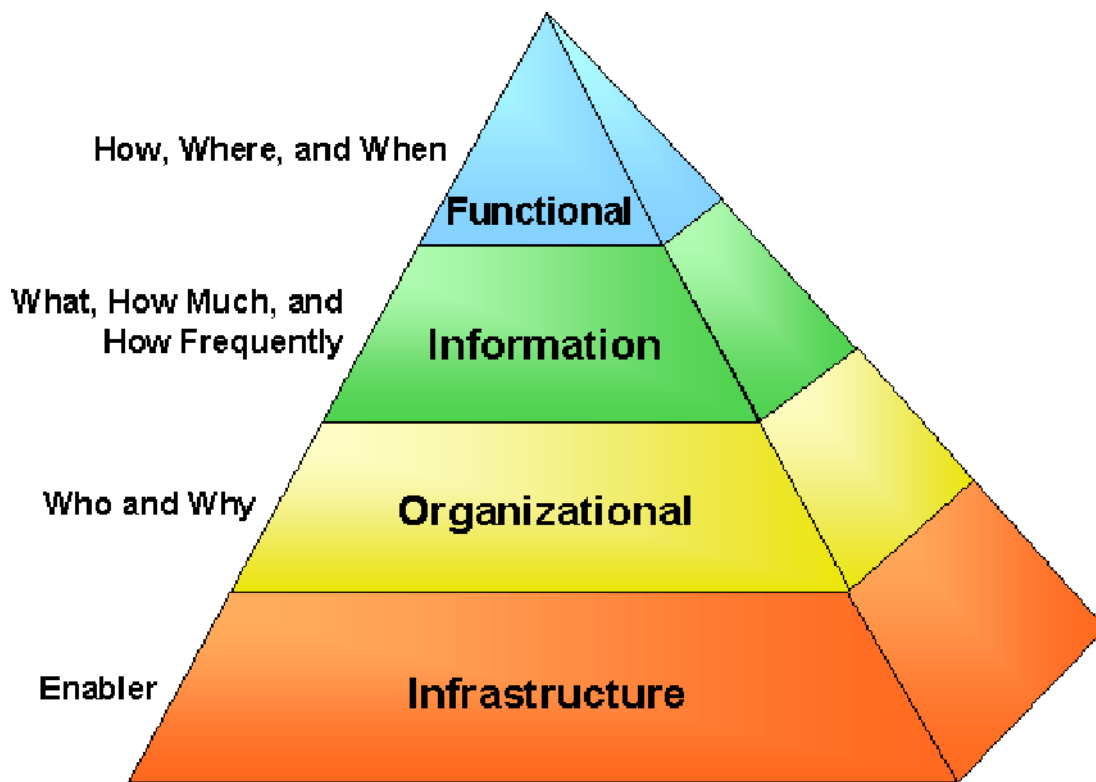 How, Where, and When
Functional
What, How Much, and
How Frequently
Information
Who and Why
Organizational
Enabler
Infrastructure